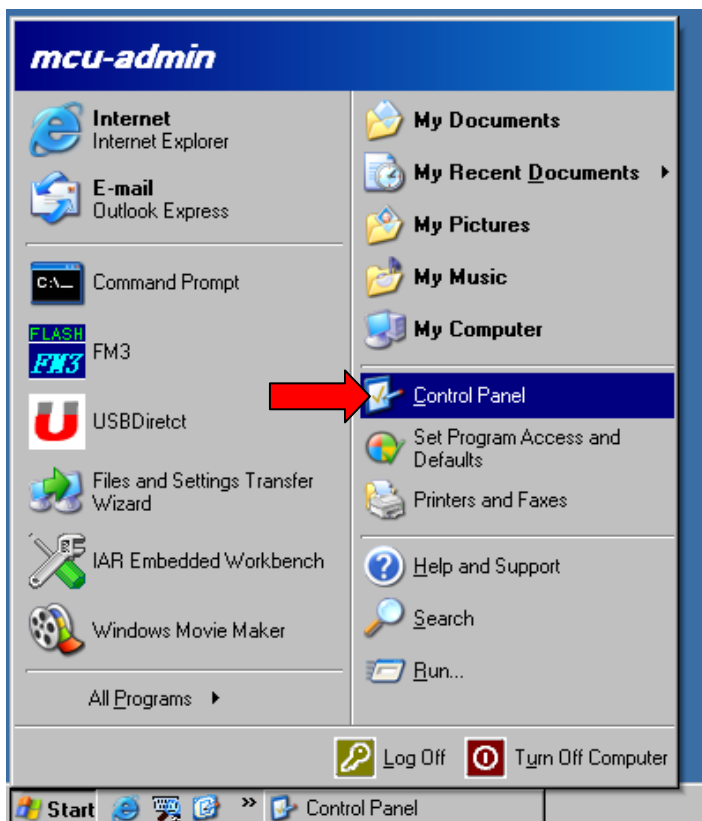 mcu-admin
Internet
Internet Explorer
E-mail
Outlook Express
C:\_
Command Prompt
FLASH
FM3
FM3
USBDiretct
Files and Settings Transfer
Wizard
IAR Embedded Workbench
Windows Movie Maker
All Programs
My Documents
My Recent Documents
My Pictures
My Music
My Computer
Control Panel
Set Program Access and
Defaults
Printers and Faxes
Help and Support
Search
Run...
Log Off
Turn Off Computer
Start
»
Control Panel